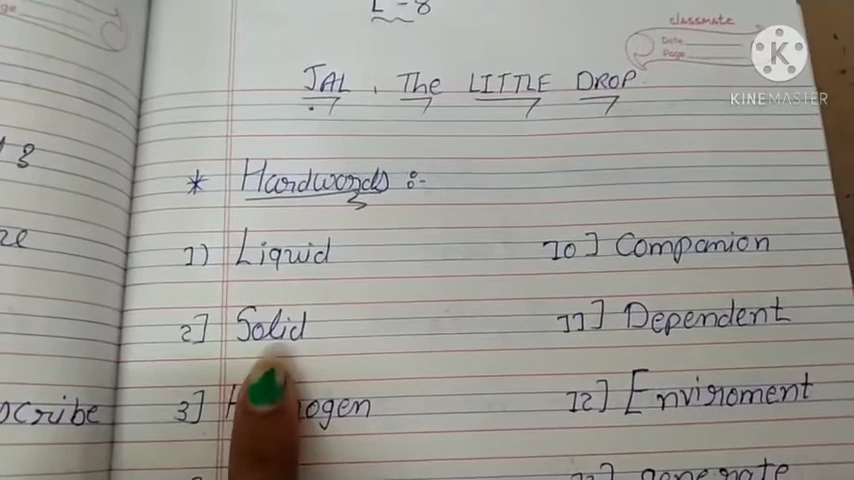 L - 8
classmate
Date
Page
KINEMASTER
JAL , The LITTLE DROP.
* Hardwords :-
1) Liquid
2] Solid
3]
10] Companion
11] Dependent
12] Enviroment
generate